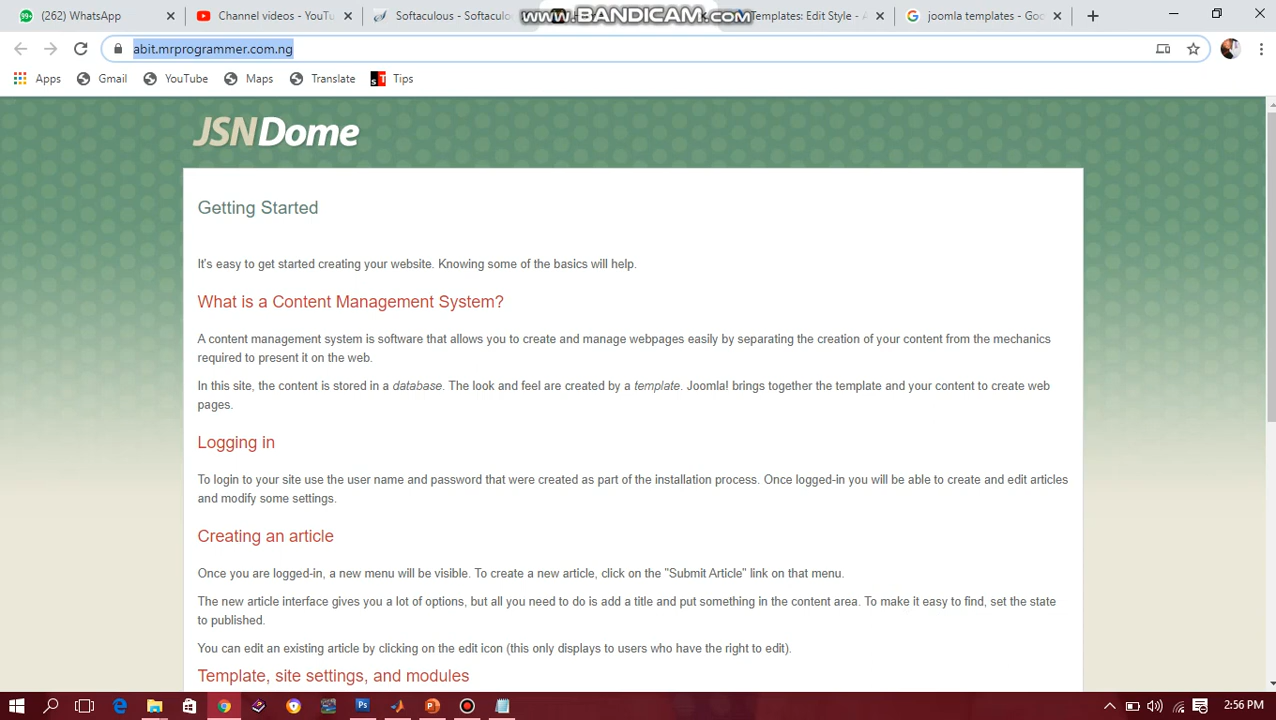 (262) WhatsApp
Channel videos - YouTu
Softaculous - Softaculo
www.BANDICAM.com
Templates: Edit Style -
joomla templates - Goo
abit.mrprogrammer.com.ng
Apps
Gmail
YouTube
Maps
Translate
Tips
JSN Dome
Getting Started
It's easy to get started creating your website. Knowing some of the basics will help.
What is a Content Management System?
A content management system is software that allows you to create and manage webpages easily by separating the creation of your content from the mechanics
required to present it on the web.
In this site, the content is stored in a database. The look and feel are created by a template. Joomla! brings together the template and your content to create web
pages.
Logging in
To login to your site use the user name and password that were created as part of the installation process. Once logged-in you will be able to create and edit articles
and modify some settings.
Creating an article
Once you are logged-in, a new menu will be visible. To create a new article, click on the "Submit Article" link on that menu.
The new article interface gives you a lot of options, but all you need to do is add a title and put something in the content area. To make it easy to find, set the state
to published.
You can edit an existing article by clicking on the edit icon (this only displays to users who have the right to edit).
Template, site settings, and modules
2:56 PM